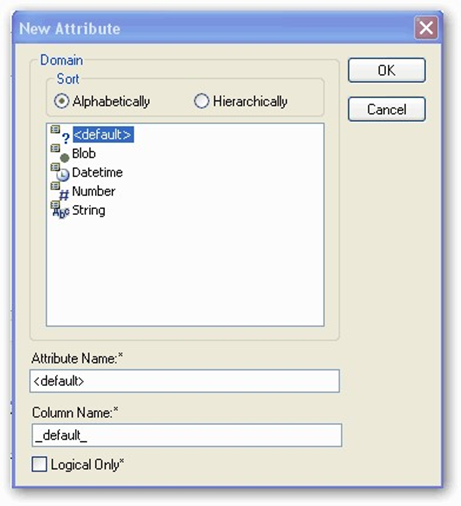 New Attribute
Domain
Sort
Alphabetically
Hierarchically
OK
Cancel
<default>
Blob
Datetime
Number
String
Attribute Name:*
<default>
Column Name:*
_default_
Logical Only*